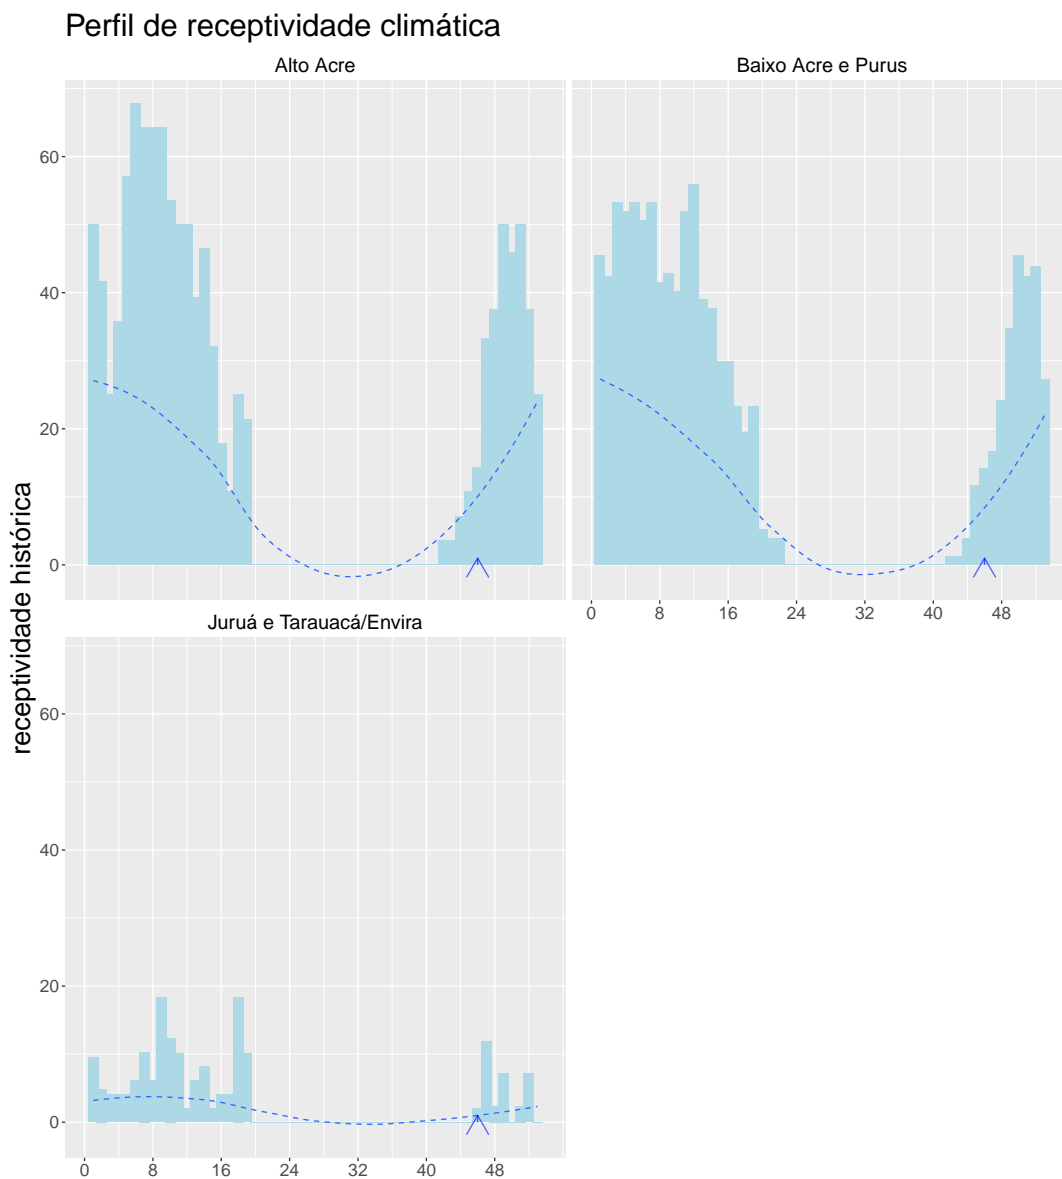 Perfil de receptividade climática
Alto Acre
Baixo Acre e Purus
60
40
20
0
0 8 16 24 32 40 48
Juruá e Tarauacá/Envira
receptividade histórica
60
40
20
0
0 8 16 24 32 40 48